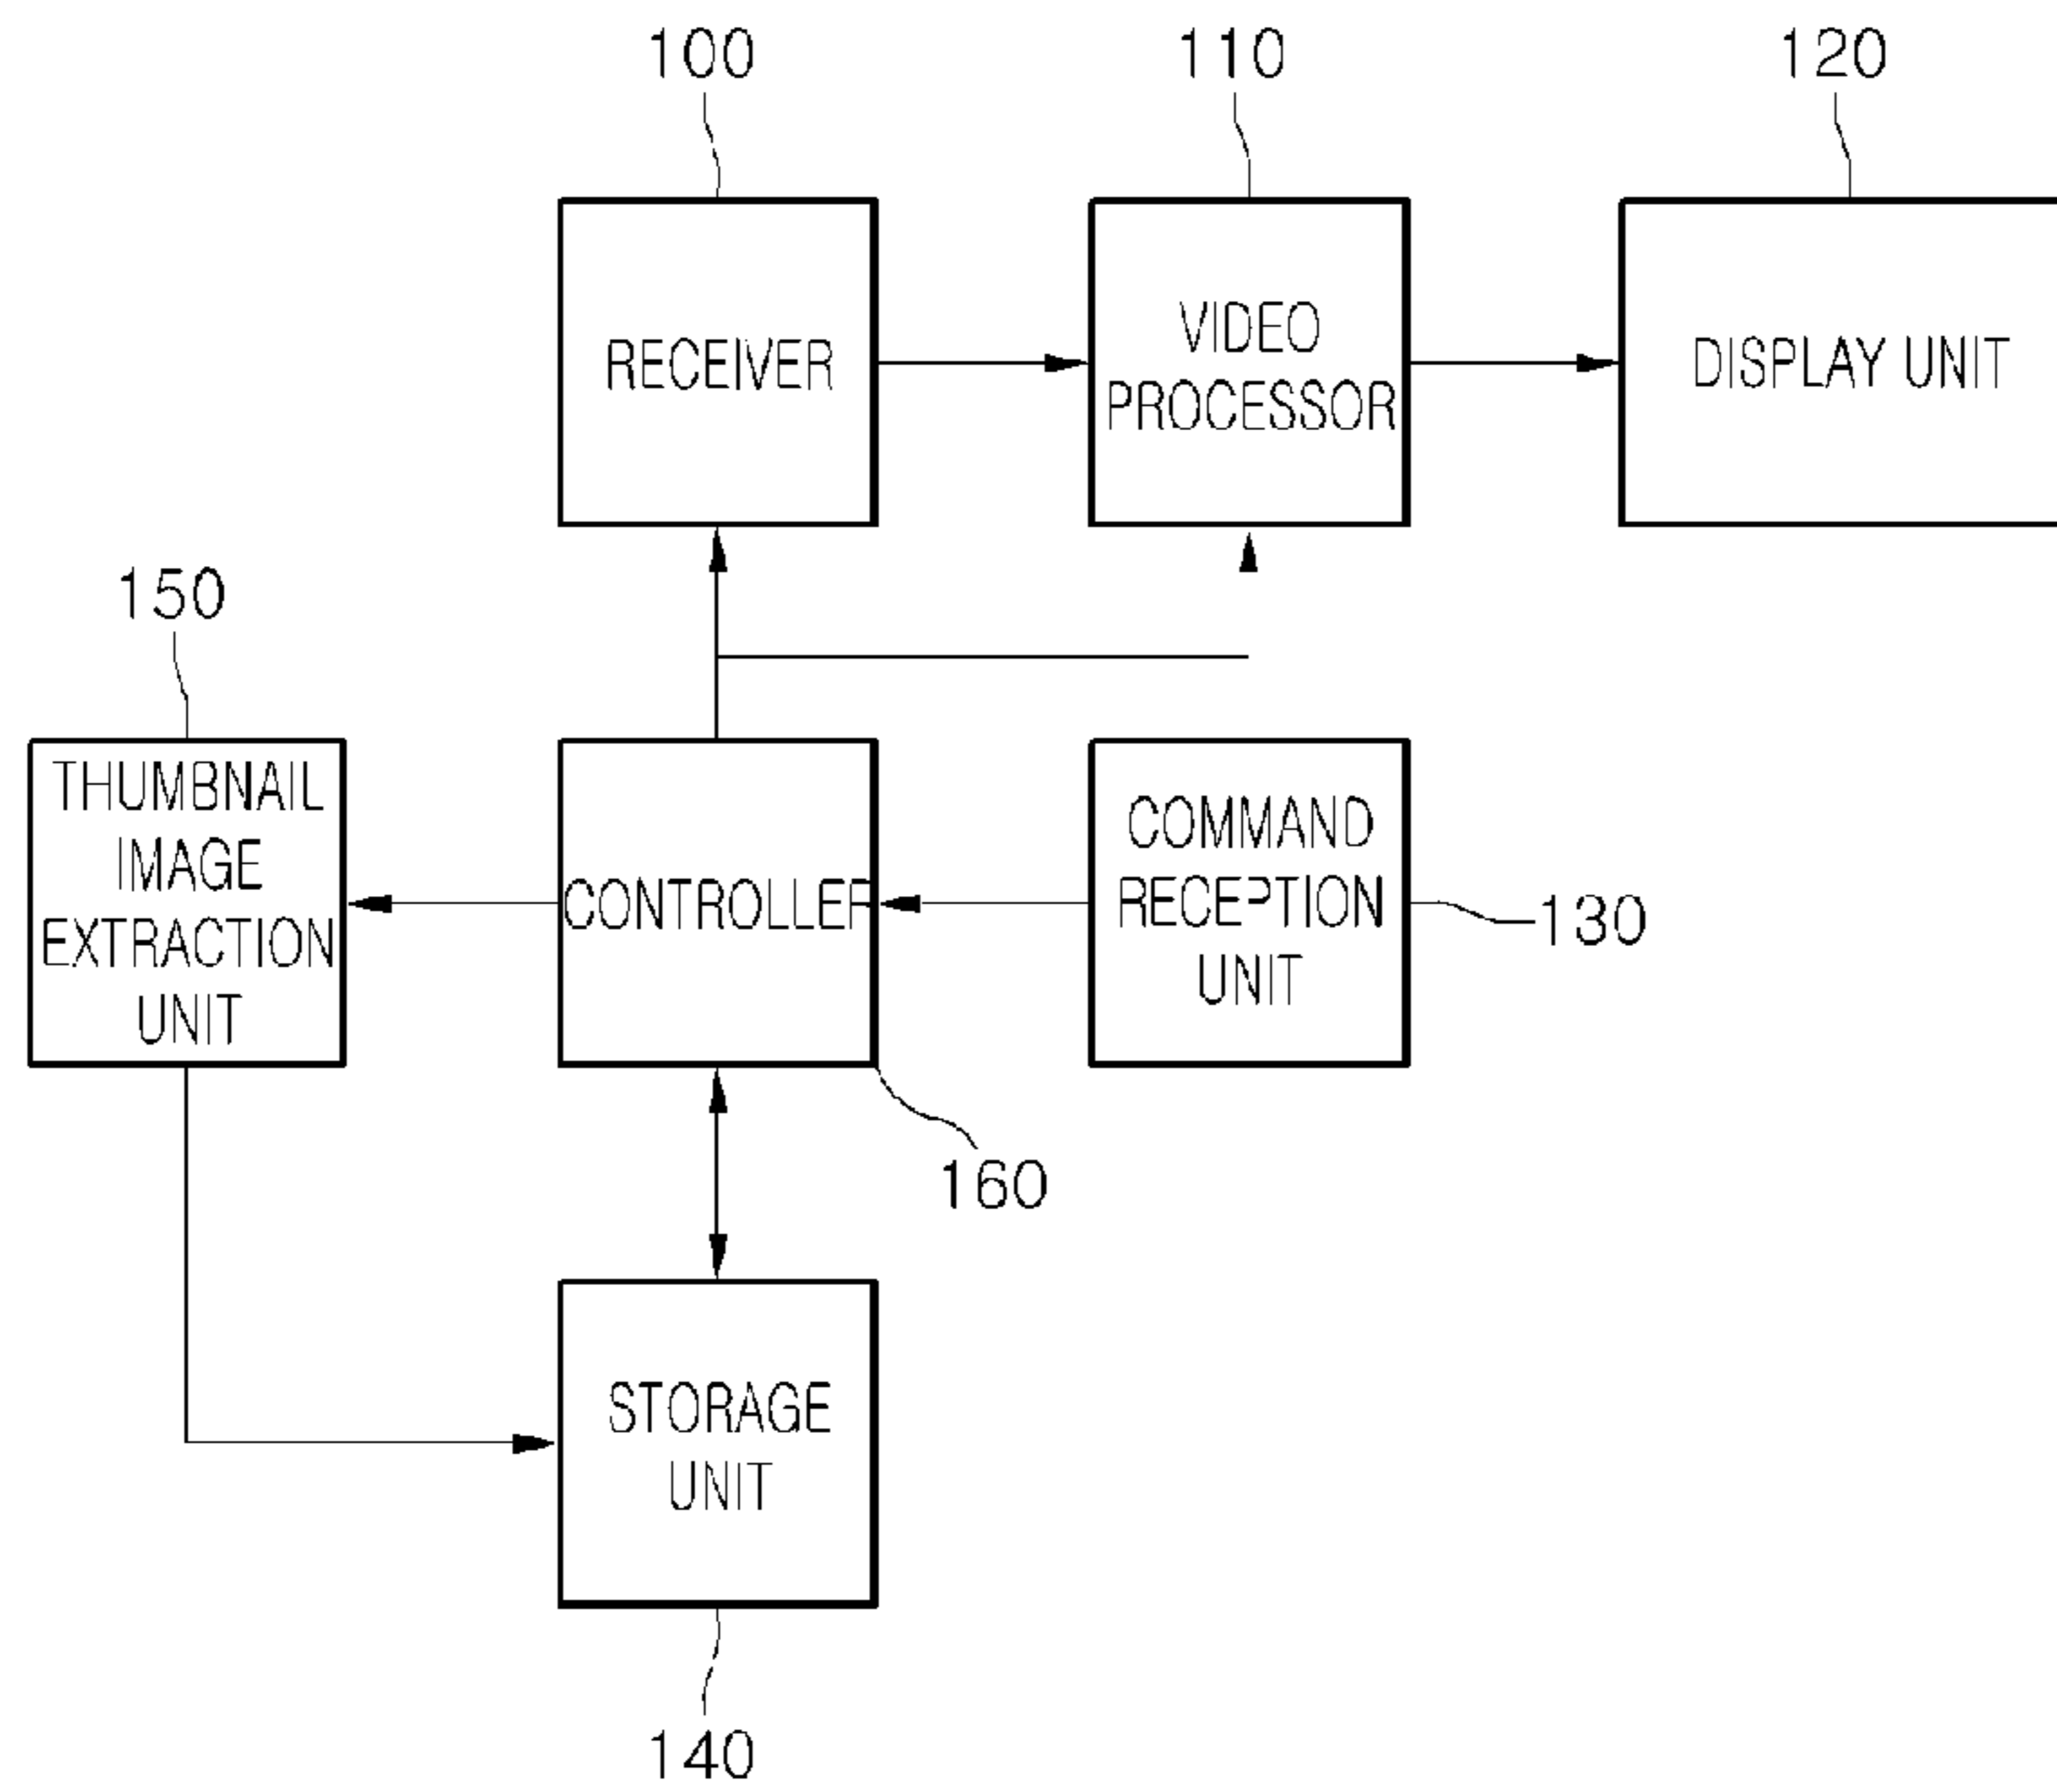 100
110
120
RECEIVER
VIDEO
PROCESSOR
DISPLAY UNIT
150
THUMBNAIL
IMAGE
EXTRACTION
UNIT
CONTROLLER
COMMAND
RECEPTION
UNIT
130
160
STORAGE
UNIT
140